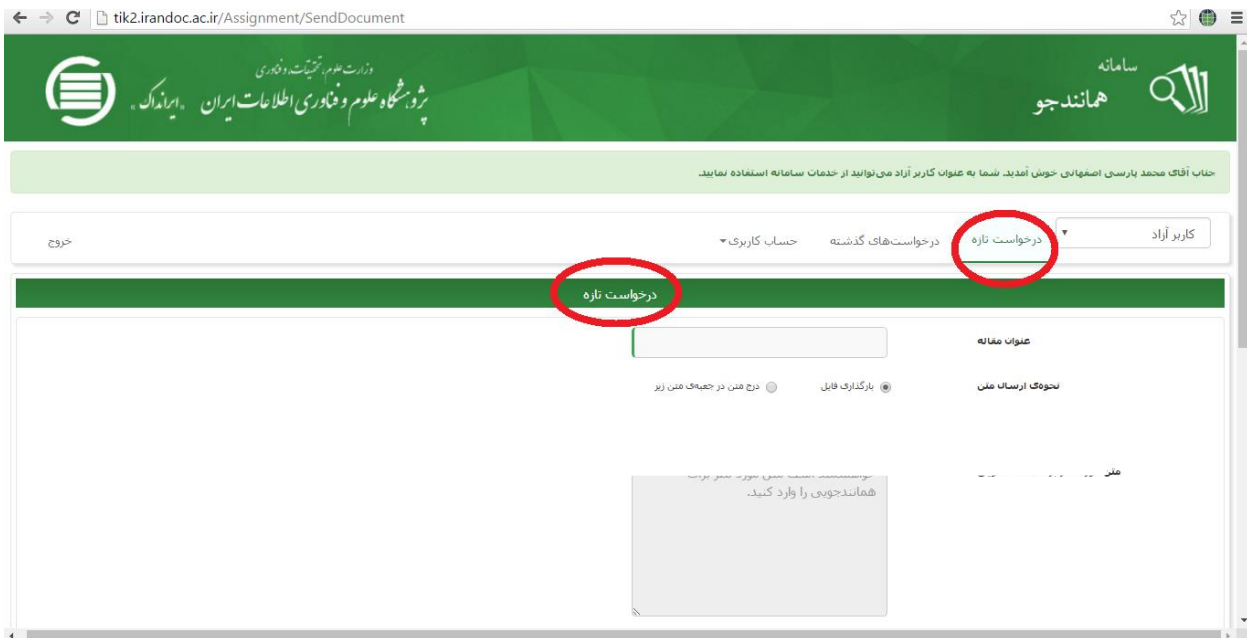 tik2.irandoc.ac.ir/Assignment/SendDocument
سامانه
همانندجو
وزارت علوم، تحقیقات و فناوری
پژوهشگاه علوم و فناوری اطلاعات ایران «ایرانداک»
جناب آقای محمد پارسی اصفهانی خوش آمدید. شما به عنوان کاربر آزاد می‌توانید از خدمات سامانه استفاده نمایید.
کاربر آزاد درخواست تازه درخواست‌های گذشته حساب کاربری خروج
درخواست تازه
عنوان مقاله
نحوه‌ی ارسال متن بارگذاری فایل درج متن در جعبه‌ی متن زیر
متن
همانندجویی را وارد کنید.